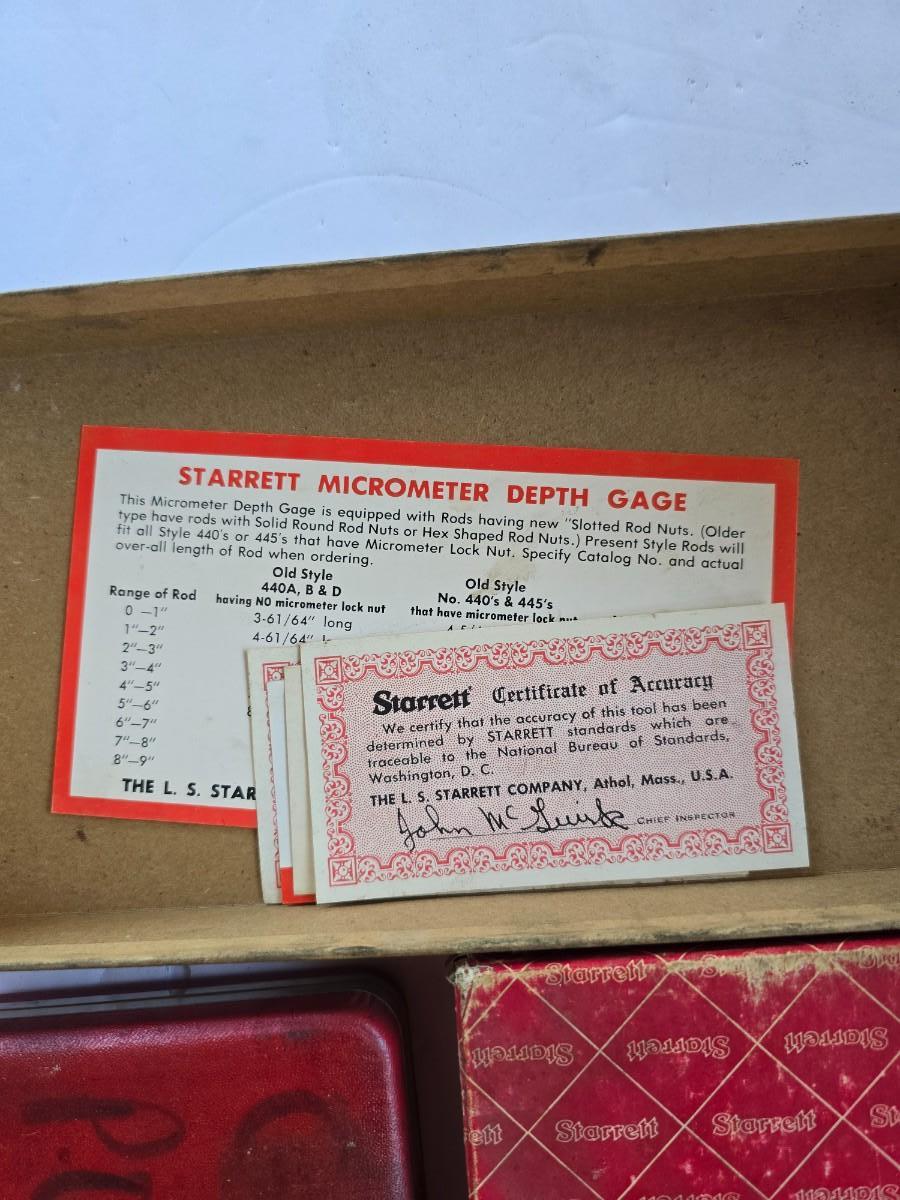 STARRETT MICROMETER DEPTH GAGE
This Micrometer Depth Gage is equipped with Rods having new "Slotted Rod Nuts. (Older
type have rods with Solid Round Rod Nuts or Hex Shaped Rod Nuts.) Present Style Rods will
fit all Style 440's or 445's that have Micrometer Lock Nut. Specify Catalog No. and actual
over-all length of Rod when ordering.
Old Style
440A, B & D
having NO micrometer lock nut
Old Style
No. 440's & 445's
that have micrometer lock
Range of Rod
0 —1" 3-61/64" long
1"—2" 4-61/64"
2"—3"
3"—4"
4"—5"
5"—6"
6"—7"
7"—8"
8"—9"
THE L. S. STAR
Starrett Certificate of Accuracy
We certify that the accuracy of this tool has been
determined by STARRETT standards which are
traceable to the National Bureau of Standards,
Washington, D. C.
THE L. S. STARRETT COMPANY, Athol, Mass., U.S.A.
John McGuirk CHIEF INSPECTOR
Starrett
Starrett Starrett Starrett
ett Starrett Starrett St